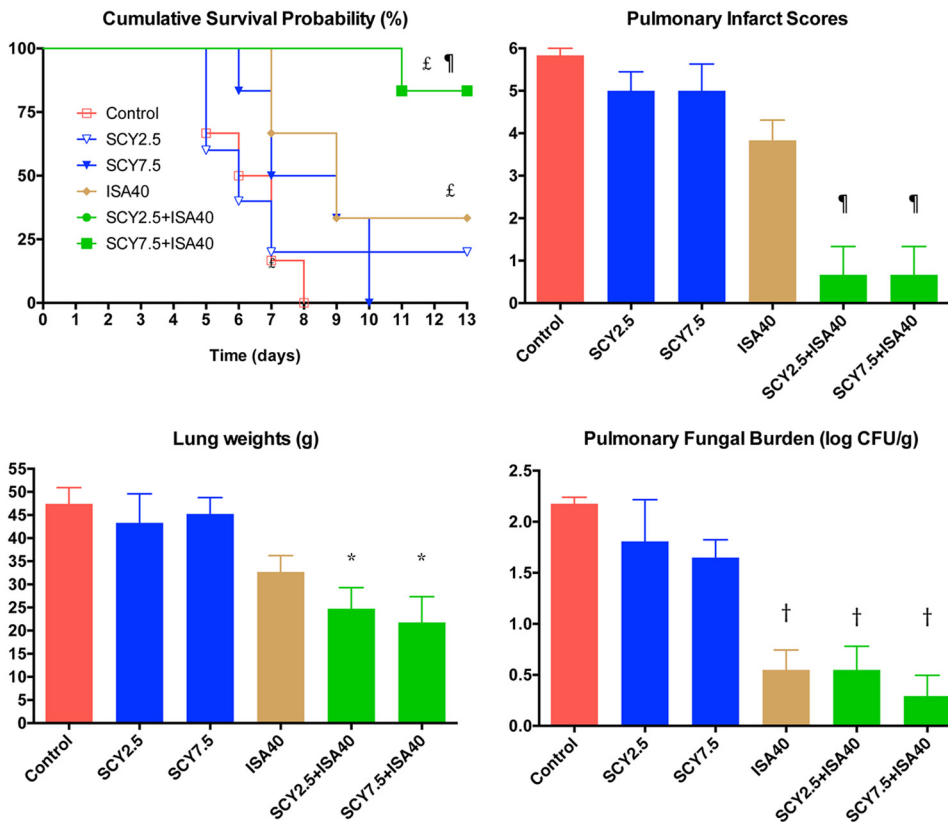 Cumulative Survival Probability (%)
100
75
50
25
0
£ ¶
£
£
Control
SCY2.5
SCY7.5
ISA40
SCY2.5+ISA40
SCY7.5+ISA40
0 1 2 3 4 5 6 7 8 9 10 11 12 13
Time (days)
Pulmonary Infarct Scores
6
5
4
3
2
1
0
¶ ¶
Control
SCY2.5
SCY7.5
ISA40
SCY2.5+ISA40
SCY7.5+ISA40
Lung weights (g)
55
50
45
40
35
30
25
20
15
10
5
0
* *
Control
SCY2.5
SCY7.5
ISA40
SCY2.5+ISA40
SCY7.5+ISA40
Pulmonary Fungal Burden (log CFU/g)
2.5
2.0
1.5
1.0
0.5
0.0
† † †
Control
SCY2.5
SCY7.5
ISA40
SCY2.5+ISA40
SCY7.5+ISA40